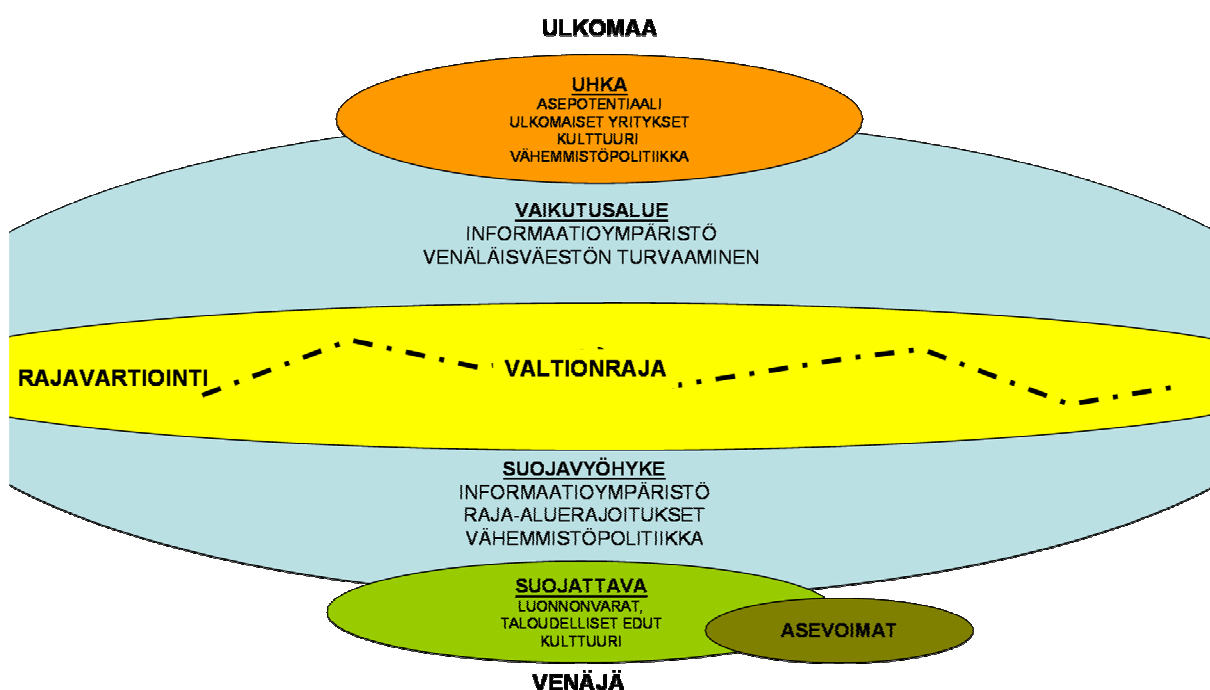 ULKOMAA
UHKA
ASEPOTENTIAALI
ULKOMAISET YRITYKSET
KULTTUURI
VÄHEMMISTÖPOLITIIKKA
VAIKUTUSALUE
INFORMAATIOYMPÄRISTÖ
VENÄLÄISVÄESTÖN TURVAAMINEN
RAJAVARTIOINTI
VALTIONRAJA
SUOJAVYÖHYKE
INFORMAATIOYMPÄRISTÖ
RAJA-ALUERAJOITUKSET
VÄHEMMISTÖPOLITIIKKA
SUOJATTAVA
LUONNONVARAT,
TALOUDELLISET EDUT
KULTTUURI
ASEVOIMAT
VENÄJÄ